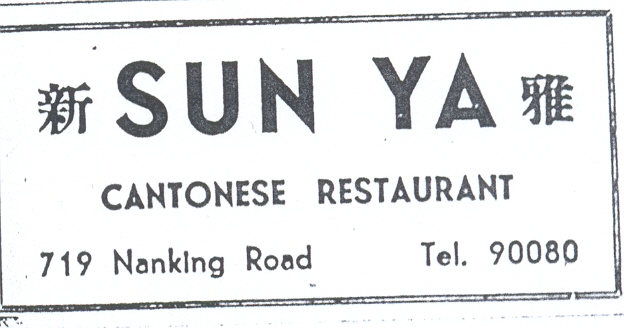 新 SUN YA 雅
CANTONESE RESTAURANT
719 Nanking Road Tel. 90080